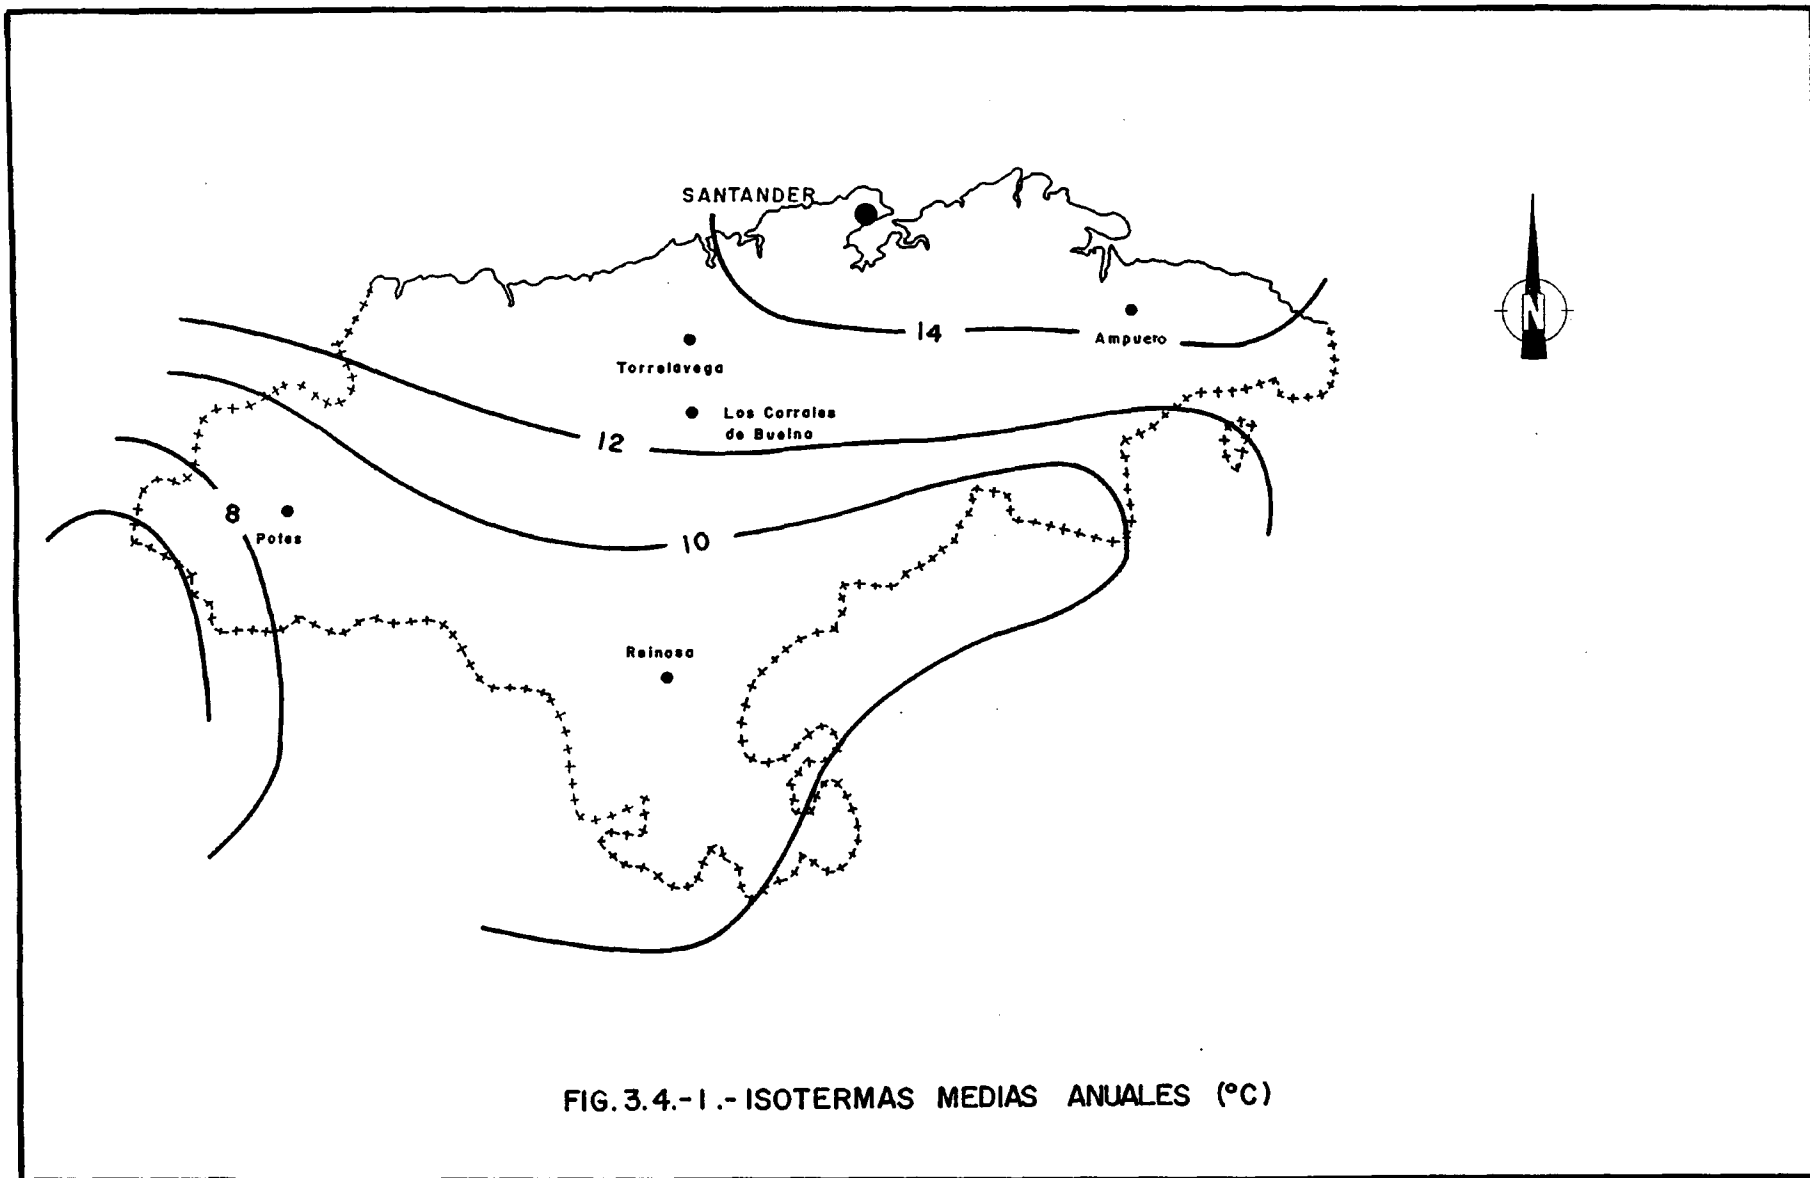 SANTANDER
14
Ampuero
Torrelavega
Los Corrales
de Buelna
12
8
Potes
10
Reinosa
N
FIG. 3.4.-1.- ISOTERMAS MEDIAS ANUALES (ºC)